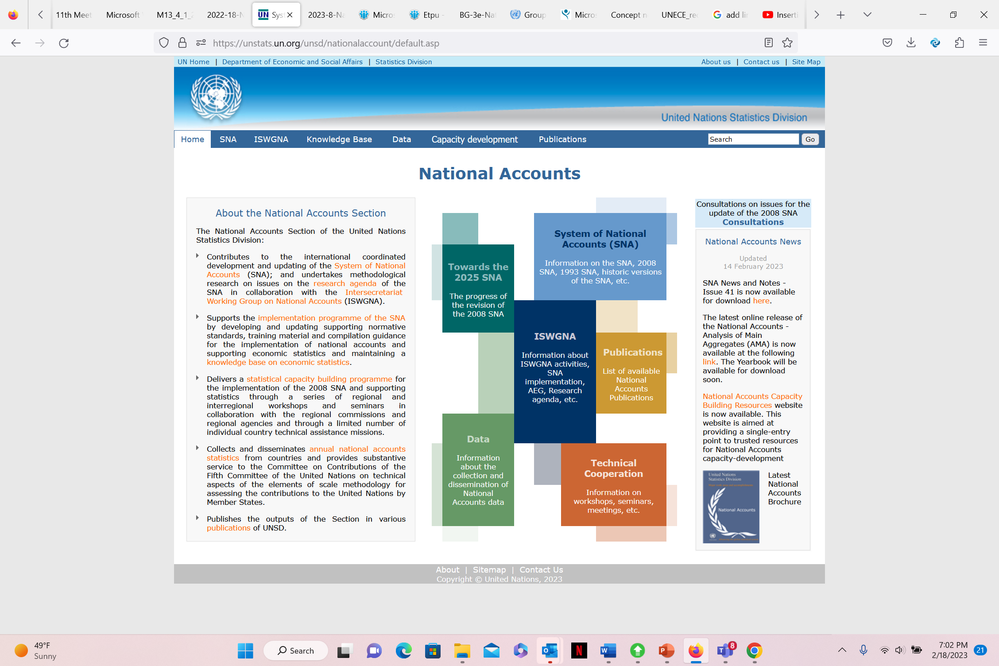 11th Meet
Microsoft
M13_4_1_2
2022-18-N
Syst
2023-8-Na
Micros
Etpu -
BG-3e-Nat
Group
Micros
Concept n
UNECE_rec
add lin
Inserti
https://unstats.un.org/unsd/nationalaccount/default.asp
UN Home | Department of Economic and Social Affairs | Statistics Division
About us | Contact us | Site Map
United Nations Statistics Division
Home SNA ISWGNA Knowledge Base Data Capacity development Publications
Search Go
National Accounts
About the National Accounts Section
The National Accounts Section of the United Nations
Statistics Division:
Contributes to the international coordinated
development and updating of the System of National
Accounts (SNA); and undertakes methodological
research on issues on the research agenda of the
SNA in collaboration with the Intersecretariat
Working Group on National Accounts (ISWGNA).
Supports the implementation programme of the SNA
by developing and updating supporting normative
standards, training material and compilation guidance
for the implementation of national accounts and
supporting economic statistics and maintaining a
knowledge base on economic statistics.
Delivers a statistical capacity building programme for
the implementation of the 2008 SNA and supporting
statistics through a series of regional and
interregional workshops and seminars in
collaboration with the regional commissions and
regional agencies and through a limited number of
individual country technical assistance missions.
Collects and disseminates annual national accounts
statistics from countries and provides substantive
service to the Committee on Contributions of the
Fifth Committee of the United Nations on technical
aspects of the elements of scale methodology for
assessing the contributions to the United Nations by
Member States.
Publishes the outputs of the Section in various
publications of UNSD.
Towards the
2025 SNA
The progress of
the revision of
the 2008 SNA
System of National
Accounts (SNA)
Information on the SNA, 2008
SNA, 1993 SNA, historic versions
of the SNA, etc.
ISWGNA
Information about
ISWGNA activities,
SNA
implementation,
AEG, Research
agenda, etc.
Publications
List of available
National
Accounts
Publications
Data
Information
about the
collection and
dissemination of
National
Accounts data
Technical
Cooperation
Information on
workshops, seminars,
meetings, etc.
Consultations on issues for the
update of the 2008 SNA
Consultations
National Accounts News
Updated
14 February 2023
SNA News and Notes -
Issue 41 is now available
for download here.
The latest online release of
the National Accounts -
Analysis of Main
Aggregates (AMA) is now
available at the following
link. The Yearbook will be
available for download
soon.
National Accounts Capacity
Building Resources website
is now available. This
website is aimed at
providing a single-entry
point to trusted resources
for National Accounts
capacity-development
United Nations
Statistics Division
National Accounts
Latest
National
Accounts
Brochure
About | Sitemap | Contact Us
Copyright © United Nations, 2023
49°F
Sunny
Search
8
7:02 PM
2/18/2023
21